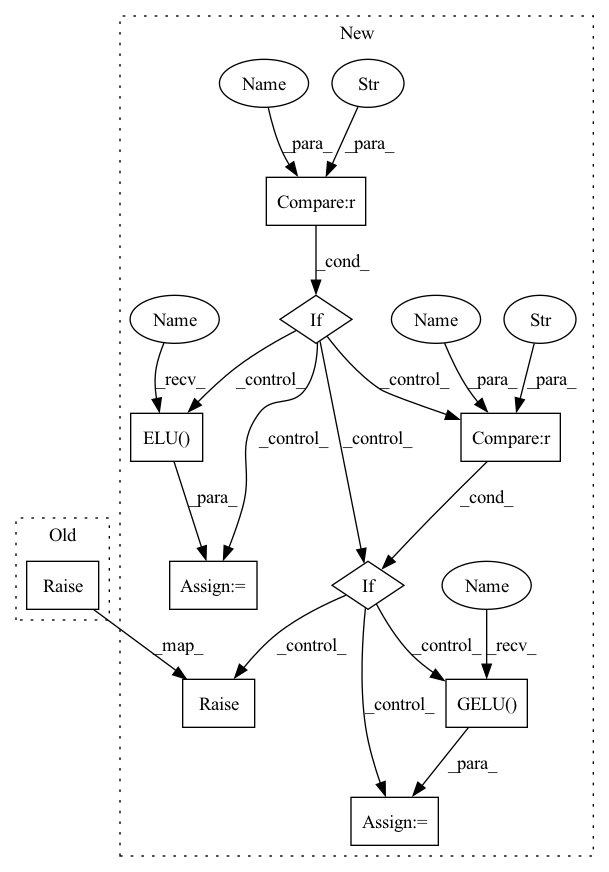 New
Name
Str
_para_
_para_
Compare:r
_cond_
Name
If
Name
Str
_recv_
_control_
_control_
_para_
_para_
ELU()
_control_
_control_
Compare:r
_para_
_cond_
Old
Raise
Assign:=
If
Name
_map_
_control_
_control_
_recv_
Raise
_control_
GELU()
_para_
Assign:=